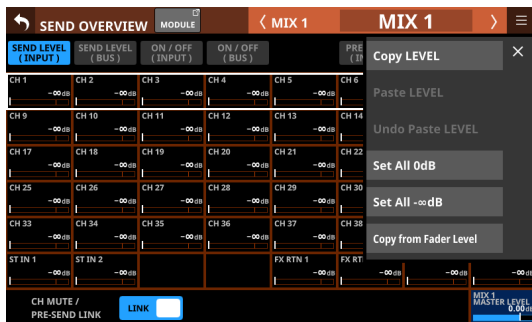 SEND OVERVIEW
MODULE
MIX 1
MIX 1
SEND LEVEL
(INPUT)
SEND LEVEL
(BUS)
ON / OFF
(INPUT)
ON / OFF
(BUS)
PRE
Copy LEVEL
Paste LEVEL
Undo Paste LEVEL
Set All 0dB
Set All -∞dB
Copy from Fader Level
CH 1
CH 2
CH 3
CH 4
CH 5
CH 6
-∞dB
-∞dB
-∞dB
-∞dB
-∞dB
CH 9
CH 10
CH 11
CH 12
CH 13
CH 14
-∞dB
-∞dB
-∞dB
-∞dB
-∞dB
CH 17
CH 18
CH 19
CH 20
CH 21
CH 22
-∞dB
-∞dB
-∞dB
-∞dB
-∞dB
CH 25
CH 26
CH 27
CH 28
CH 29
CH 30
-∞dB
-∞dB
-∞dB
-∞dB
-∞dB
CH 33
CH 34
CH 35
CH 36
CH 37
CH 38
-∞dB
-∞dB
-∞dB
-∞dB
-∞dB
ST IN 1
ST IN 2
FX RTN 1
FX RT
-∞dB
-∞dB
-∞dB
-∞dB
-∞dB
-∞dB
CH MUTE /
PRE-SEND LINK
LINK
MIX 1
MASTER LEVEL
0.00dB